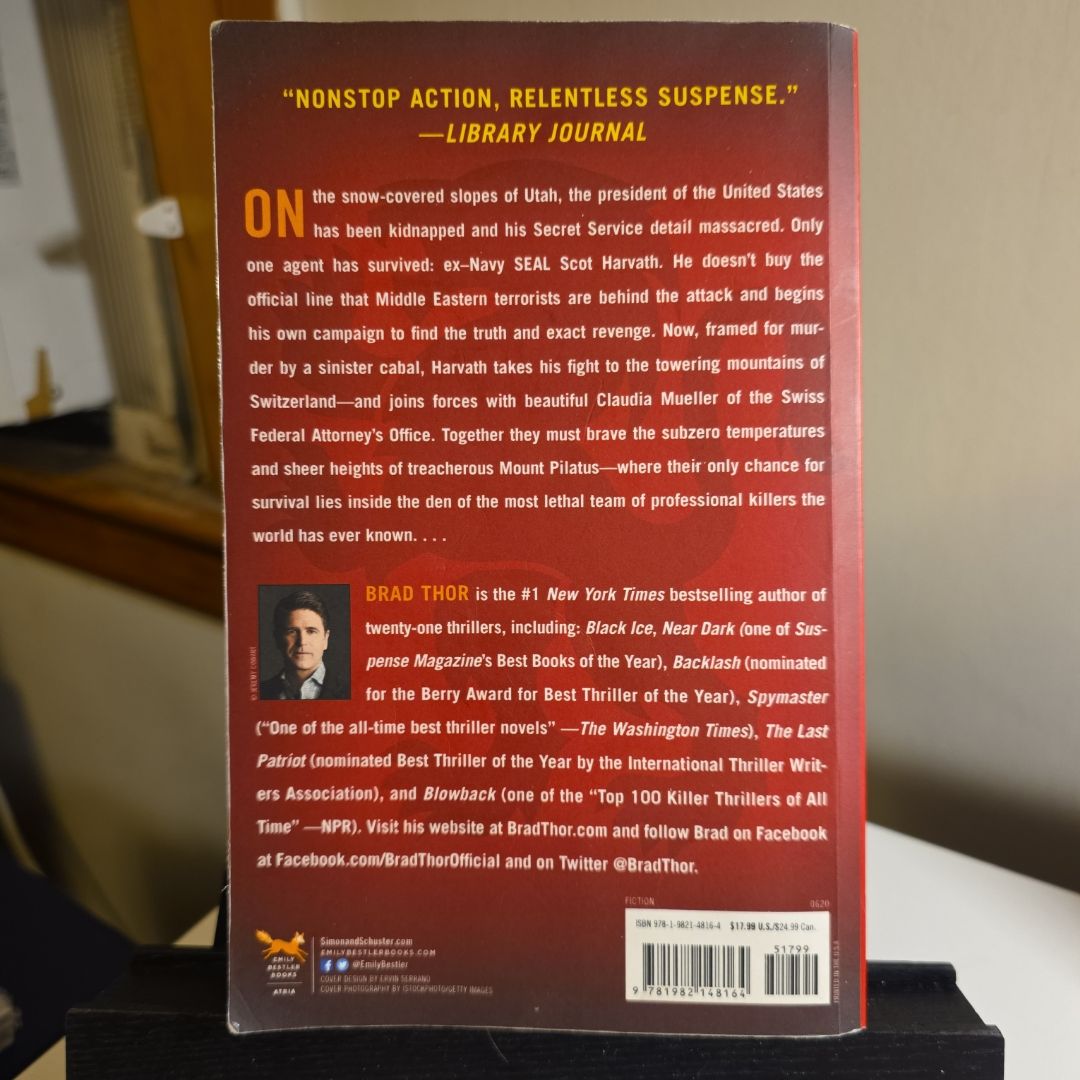 “NONSTOP ACTION, RELENTLESS SUSPENSE.”
—LIBRARY JOURNAL
ON the snow-covered slopes of Utah, the president of the United States
has been kidnapped and his Secret Service detail massacred. Only
one agent has survived: ex–Navy SEAL Scot Harvath. He doesn’t buy the
official line that Middle Eastern terrorists are behind the attack and begins
his own campaign to find the truth and exact revenge. Now, framed for mur-
der by a sinister cabal, Harvath takes his fight to the towering mountains of
Switzerland—and joins forces with beautiful Claudia Mueller of the Swiss
Federal Attorney’s Office. Together they must brave the subzero temperatures
and sheer heights of treacherous Mount Pilatus—where their only chance for
survival lies inside the den of the most lethal team of professional killers the
world has ever known. . . .
BRAD THOR is the #1 New York Times bestselling author of
twenty-one thrillers, including: Black Ice, Near Dark (one of Sus-
pense Magazine’s Best Books of the Year), Backlash (nominated
for the Berry Award for Best Thriller of the Year), Spymaster
(“One of the all-time best thriller novels” —The Washington Times), The Last
Patriot (nominated Best Thriller of the Year by the International Thriller Writ-
ers Association), and Blowback (one of the “Top 100 Killer Thrillers of All
Time” —NPR). Visit his website at BradThor.com and follow Brad on Facebook
at Facebook.com/BradThorOfficial and on Twitter @BradThor.
FICTION 0620
ISBN 978-1-9821-4816-4 $17.99 U.S./$24.99 Can.
51799
9 781982 148164
PRINTED IN THE U.S.A.
EMILY
BESTLER
BOOKS
ATRIA
SimonandSchuster.com
EMILYBESTLERBOOKS.COM
@EmilyBestler
COVER DESIGN BY ERVIN SERRANO
COVER PHOTOGRAPHY BY ISTOCKPHOTO/GETTY IMAGES